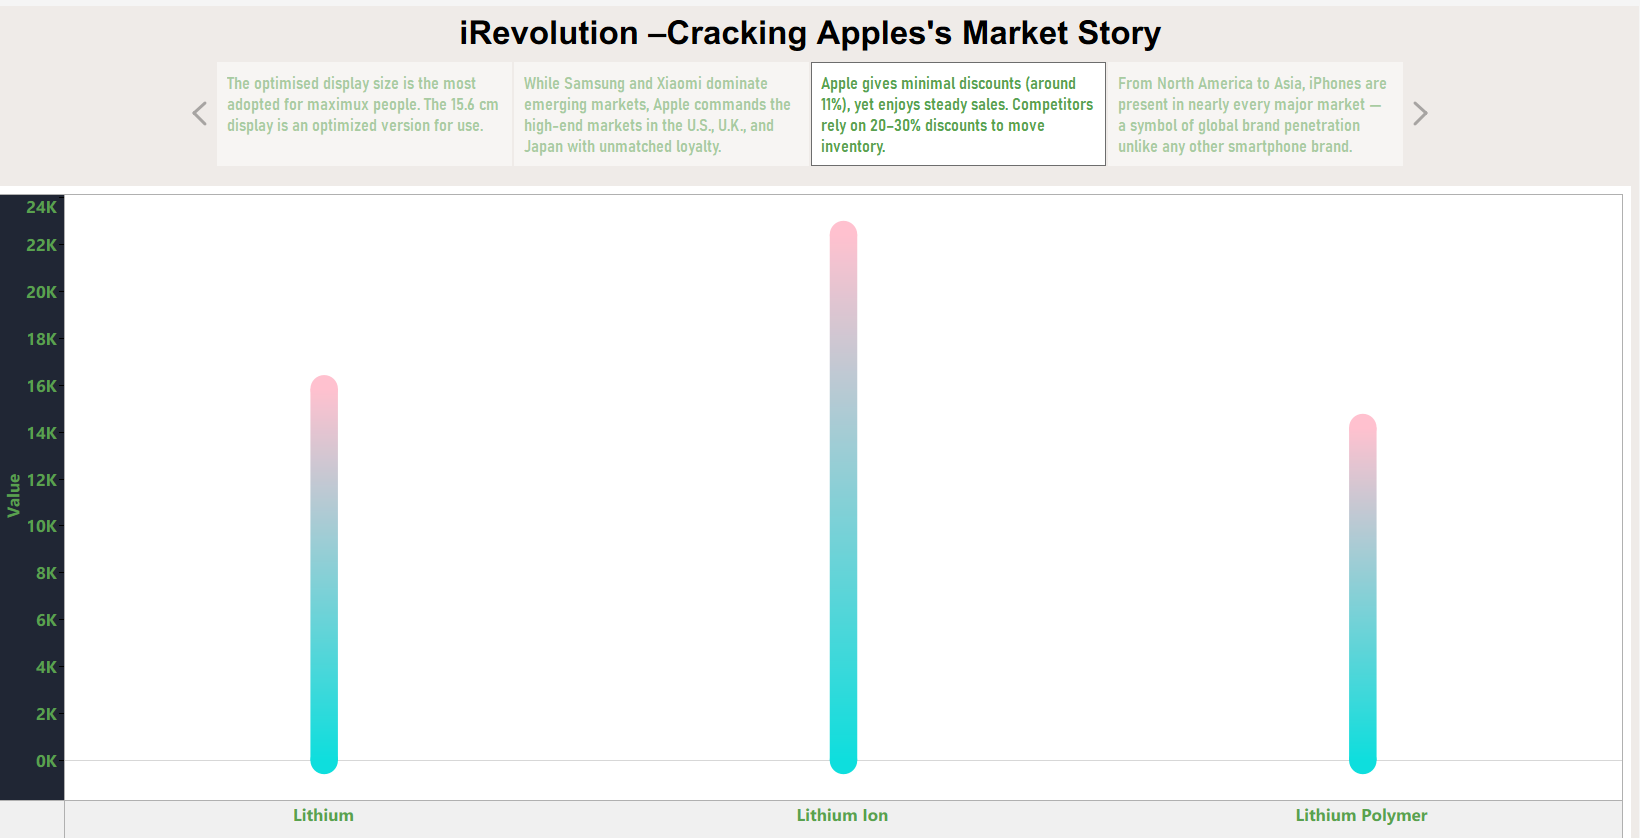 iRevolution –Cracking Apples's Market Story
The optimised display size is the most
adopted for maximux people. The 15.6 cm
display is an optimized version for use.
While Samsung and Xiaomi dominate
emerging markets, Apple commands the
high-end markets in the U.S., U.K., and
Japan with unmatched loyalty.
Apple gives minimal discounts (around
11%), yet enjoys steady sales. Competitors
rely on 20–30% discounts to move
inventory.
From North America to Asia, iPhones are
present in nearly every major market —
a symbol of global brand penetration
unlike any other smartphone brand.
24K
22K
20K
18K
16K
14K
12K
10K
8K
6K
4K
2K
0K
Value
Lithium
Lithium Ion
Lithium Polymer